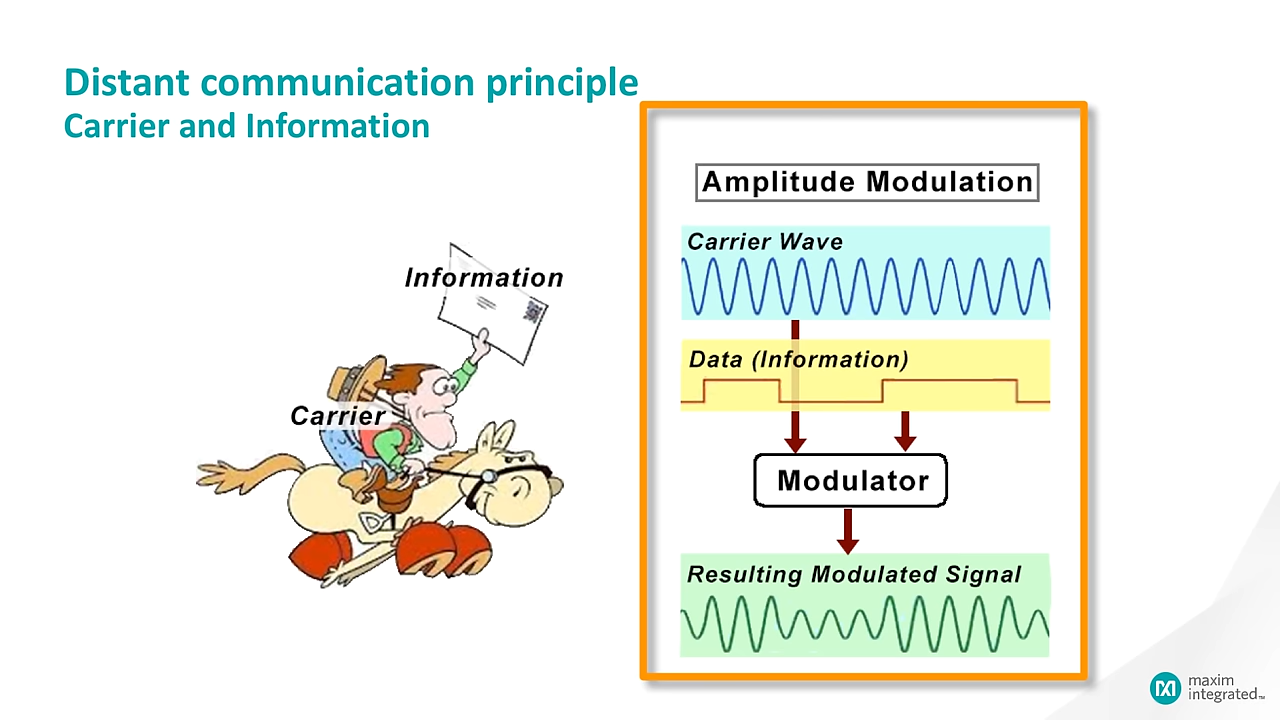 Distant communication principle
Carrier and Information
Information
Carrier
Amplitude Modulation
Carrier Wave
Data (Information)
Modulator
Resulting Modulated Signal
maxim
integrated™